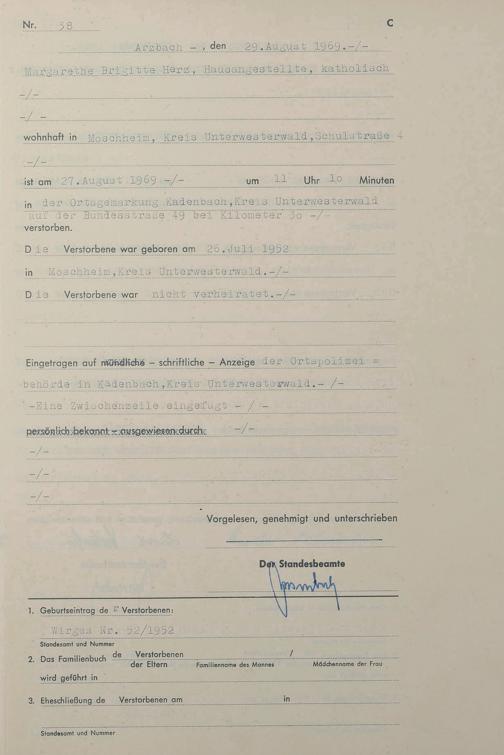 Nr. 38 C
Arzbach - , den 29.August 1969.-/-
Margarethe Brigitte Herz, Hausangestellte, katholisch
-/-
-/ -
wohnhaft in Moschheim, Kreis Unterwesterwald,Schulstraße 4
-/-
ist am 27.August 1969 -/- um 11 Uhr 10 Minuten
in der Ortsgemarkung Kadenbach,Kreis Unterwesterwald
auf der Bundesstraße 49 bei Kilometer 30 -/-
verstorben.
Die Verstorbene war geboren am 26.Juli 1952
in Moschheim,Kreis Unterwesterwald.-/-
Die Verstorbene war nicht verheiratet.-/-
Eingetragen auf mündliche – schriftliche – Anzeige der Ortspolizei =
behörde in Kadenbach,Kreis Unterwesterwald.- /-
-Eine Zwischenzeile eingefügt - / -
persönlich bekannt – ausgewiesen durch: -/-
-/-
-/-
-/-
Vorgelesen, genehmigt und unterschrieben
Der Standesbeamte
1. Geburtseintrag de r Verstorbenen:
Wirges Nr. 52/1952
Standesamt und Nummer
2. Das Familienbuch de Verstorbenen /
der Eltern Familienname des Mannes Mädchenname der Frau
wird geführt in
3. Eheschließung de Verstorbenen am in
Standesamt und Nummer